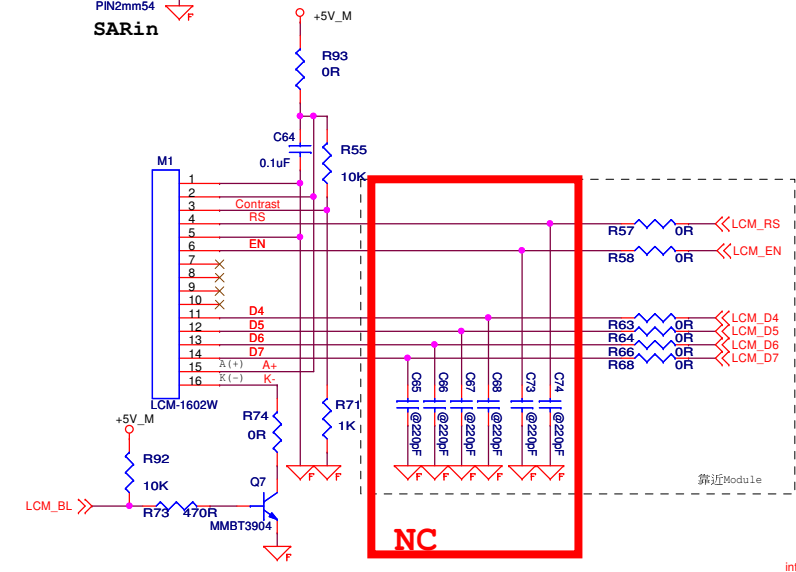 PIN2mm54
F
SARin
+5V_M
R93
0R
C64
0.1uF
R55
10K
M1
1
2
3 Contrast
4 RS
5
6 EN
7
8
9
10
11 D4
12 D5
13 D6
14 D7
15 A(+) A+
16 K(-) K-
LCM-1602W
R57 0R LCM_RS
R58 0R LCM_EN
R63 0R LCM_D4
R64 0R LCM_D5
R66 0R LCM_D6
R68 0R LCM_D7
C65 @220pF
C66 @220pF
C67 @220pF
C68 @220pF
C73 @220pF
C74 @220pF
R71
1K
R74
0R
F F F F F F F F
靠近Module
+5V_M
R92
10K
LCM_BL
R73 470R
Q7
MMBT3904
F
NC
int